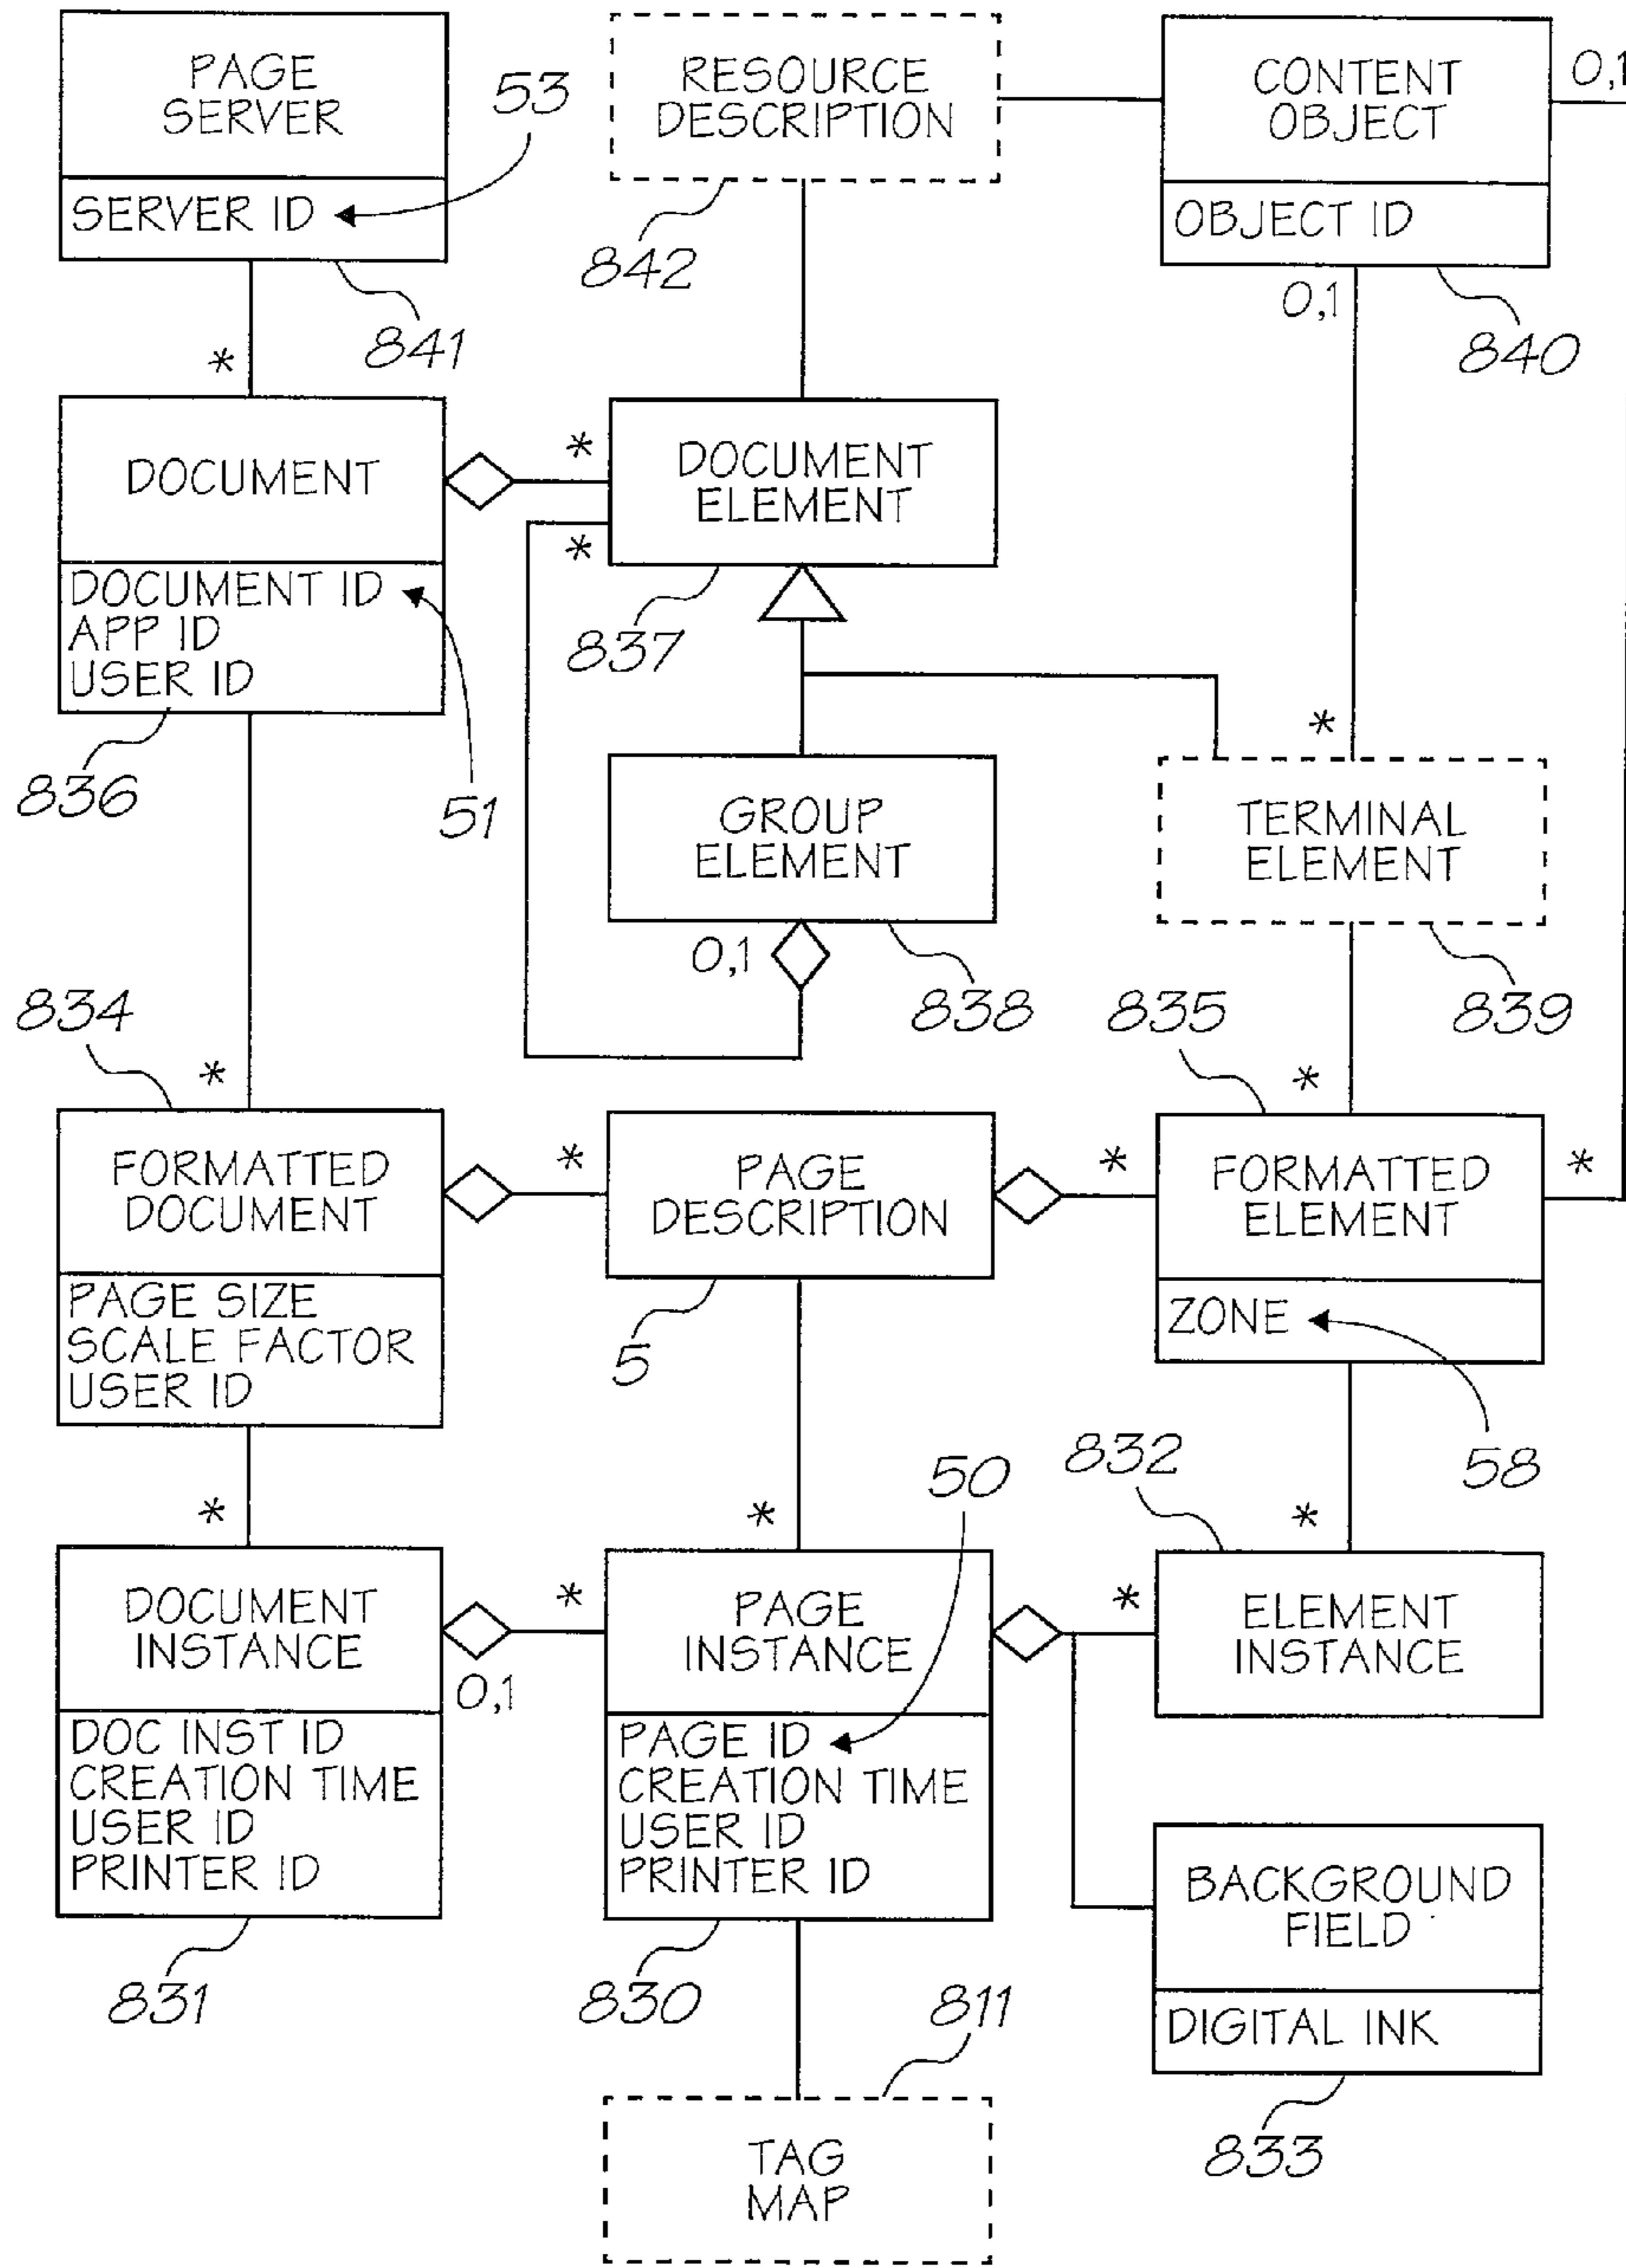 PAGE
SERVER
SERVER ID
53
841
RESOURCE
DESCRIPTION
842
CONTENT
OBJECT
OBJECT ID
0,1
0,1
840
*
DOCUMENT
DOCUMENT ID
APP ID
USER ID
836
51
*
*
DOCUMENT
ELEMENT
837
GROUP
ELEMENT
0,1
838
*
TERMINAL
ELEMENT
839
834
*
FORMATTED
DOCUMENT
PAGE SIZE
SCALE FACTOR
USER ID
*
PAGE
DESCRIPTION
5
835
*
*
FORMATTED
ELEMENT
*
ZONE
58
*
DOCUMENT
INSTANCE
0,1
DOC INST ID
CREATION TIME
USER ID
PRINTER ID
831
*
*
50
PAGE
INSTANCE
PAGE ID
CREATION TIME
USER ID
PRINTER ID
830
832
*
*
ELEMENT
INSTANCE
BACKGROUND
FIELD
DIGITAL INK
833
811
TAG
MAP